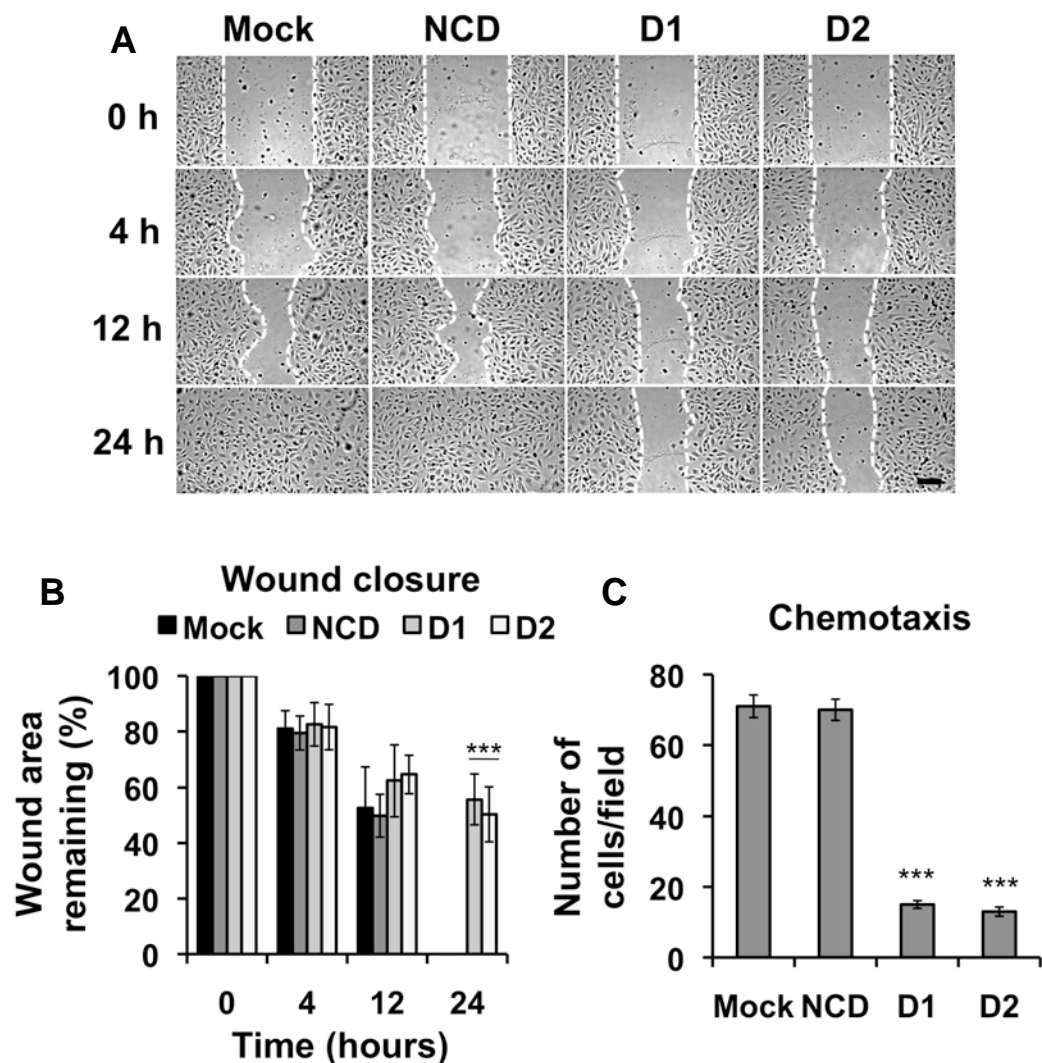 A
Mock NCD D1 D2
0 h
4 h
12 h
24 h
B
Wound closure
Mock NCD D1 D2
Wound area
remaining (%)
100
80
60
40
20
0
***
0 4 12 24
Time (hours)
C
Chemotaxis
Number of
cells/field
80
60
40
20
0
*** ***
Mock NCD D1 D2